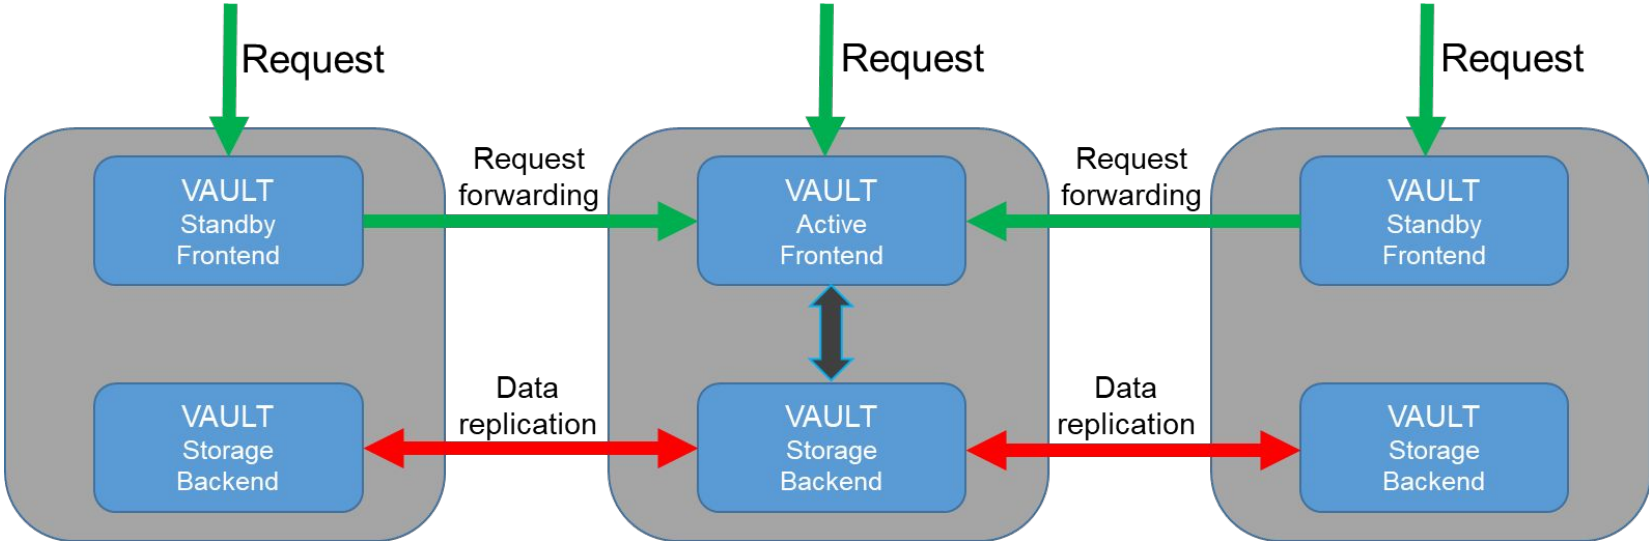 Request
Request
Request
Request
forwarding
Request
forwarding
VAULT
Standby
Frontend
VAULT
Active
Frontend
VAULT
Standby
Frontend
Data
replication
Data
replication
VAULT
Storage
Backend
VAULT
Storage
Backend
VAULT
Storage
Backend